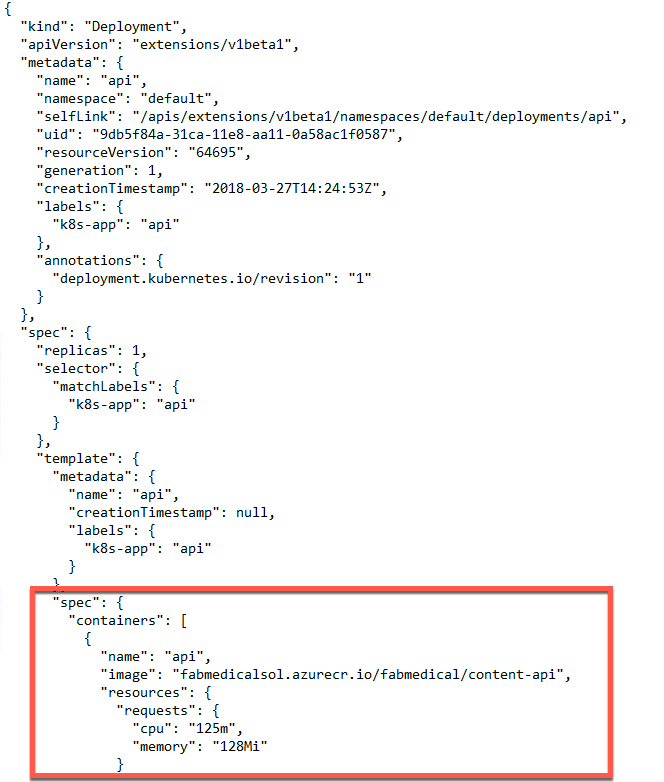 {
  "kind": "Deployment",
  "apiVersion": "extensions/v1beta1",
  "metadata": {
    "name": "api",
    "namespace": "default",
    "selfLink": "/apis/extensions/v1beta1/namespaces/default/deployments/api",
    "uid": "9db5f84a-31ca-11e8-aa11-0a58ac1f0587",
    "resourceVersion": "64695",
    "generation": 1,
    "creationTimestamp": "2018-03-27T14:24:53Z",
    "labels": {
      "k8s-app": "api"
    },
    "annotations": {
      "deployment.kubernetes.io/revision": "1"
    }
  },
  "spec": {
    "replicas": 1,
    "selector": {
      "matchLabels": {
        "k8s-app": "api"
      }
    },
    "template": {
      "metadata": {
        "name": "api",
        "creationTimestamp": null,
        "labels": {
          "k8s-app": "api"
        }
      },
      "spec": {
        "containers": [
          {
            "name": "api",
            "image": "fabmedicalsol.azurecr.io/fabmedical/content-api",
            "resources": {
              "requests": {
                "cpu": "125m",
                "memory": "128Mi"
              }